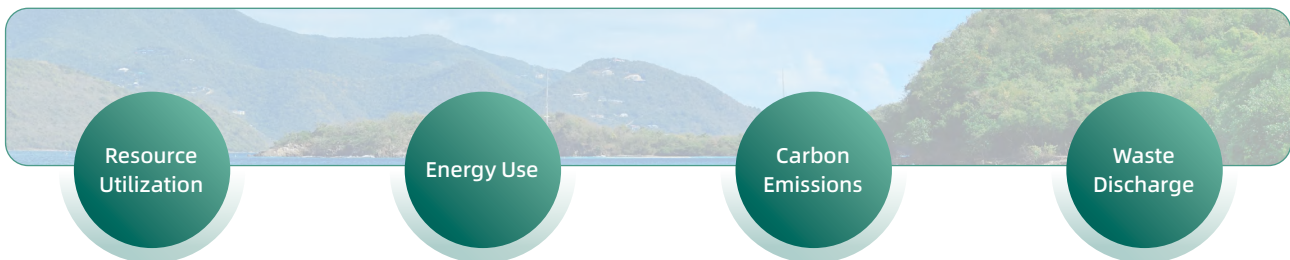 Resource
Utilization
Energy Use
Carbon
Emissions
Waste
Discharge